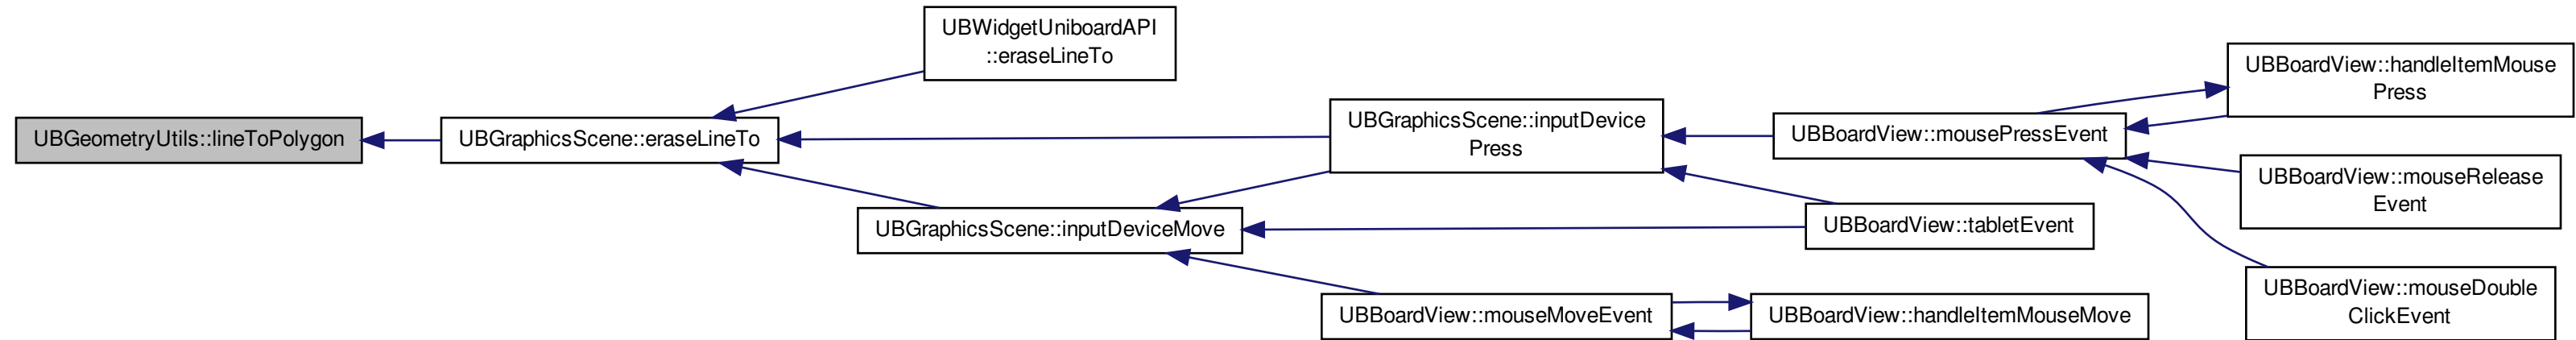 UBGeometryUtils::lineToPolygon
UBGraphicsScene::eraseLineTo
UBWidgetUniboardAPI
::eraseLineTo
UBGraphicsScene::inputDeviceMove
UBGraphicsScene::inputDevice
Press
UBBoardView::mouseMoveEvent
UBBoardView::mousePressEvent
UBBoardView::tabletEvent
UBBoardView::handleItemMouseMove
UBBoardView::handleItemMouse
Press
UBBoardView::mouseRelease
Event
UBBoardView::mouseDouble
ClickEvent